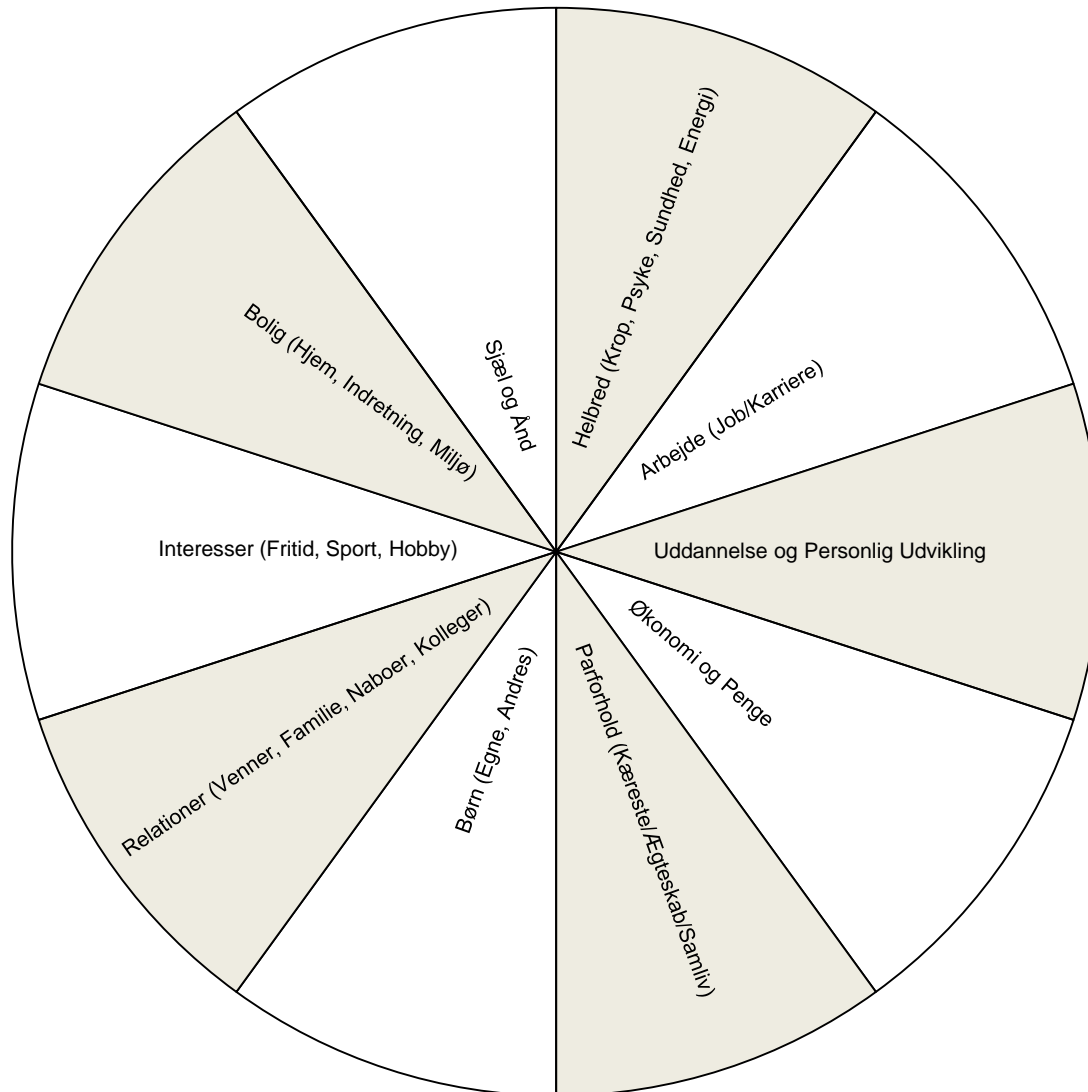 Helbred (Krop, Psyke, Sundhed, Energi)
Arbejde (Job/Karriere)
Uddannelse og Personlig Udvikling
Økonomi og Penge
Parforhold (Kæreste/Ægteskab/Samliv)
Børn (Egne, Andres)
Relationer (Venner, Familie, Naboer, Kolleger)
Interesser (Fritid, Sport, Hobby)
Bolig (Hjem, Indretning, Miljø)
Sjæl og Ånd